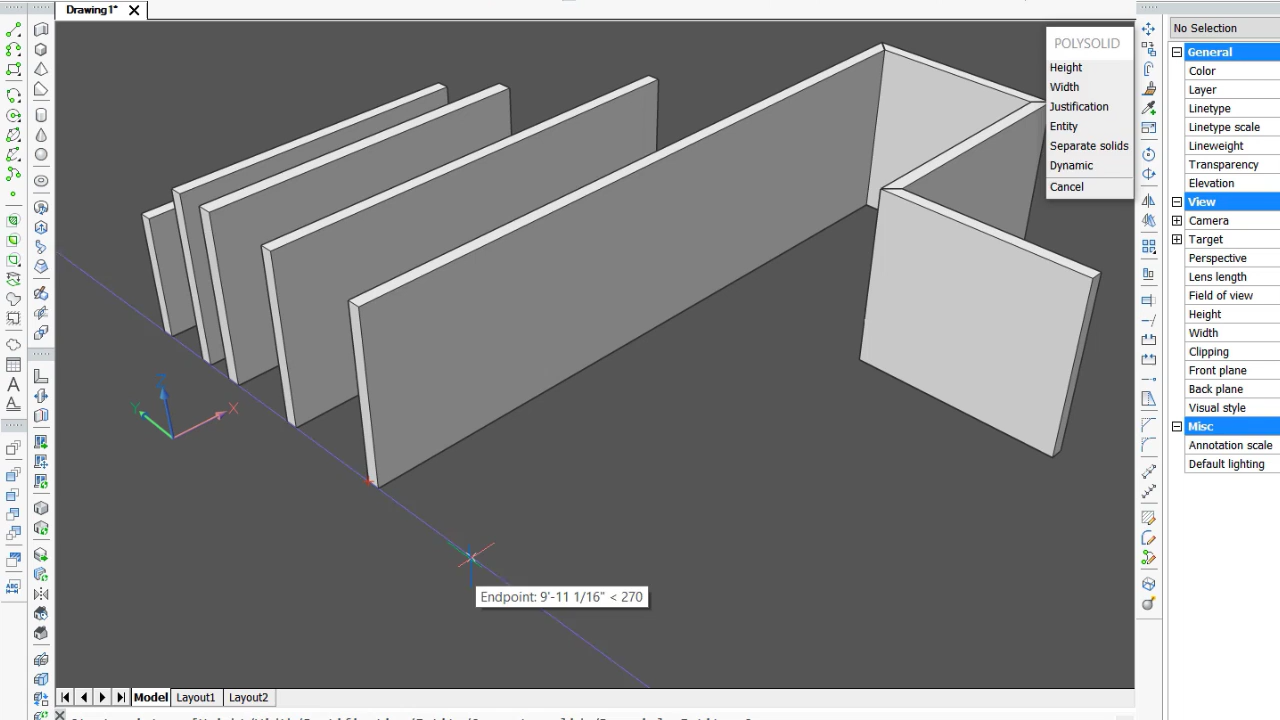 Drawing1*
No Selection
POLYSOLID
Height
Width
Justification
Entity
Separate solids
Dynamic
Cancel
General
Color
Layer
Linetype
Linetype scale
Lineweight
Transparency
Elevation
View
Camera
Target
Perspective
Lens length
Field of view
Height
Width
Clipping
Front plane
Back plane
Visual style
Misc
Annotation scale
Default lighting
X
Y
Endpoint: 9'-11 1/16" < 270
Model
Layout1
Layout2